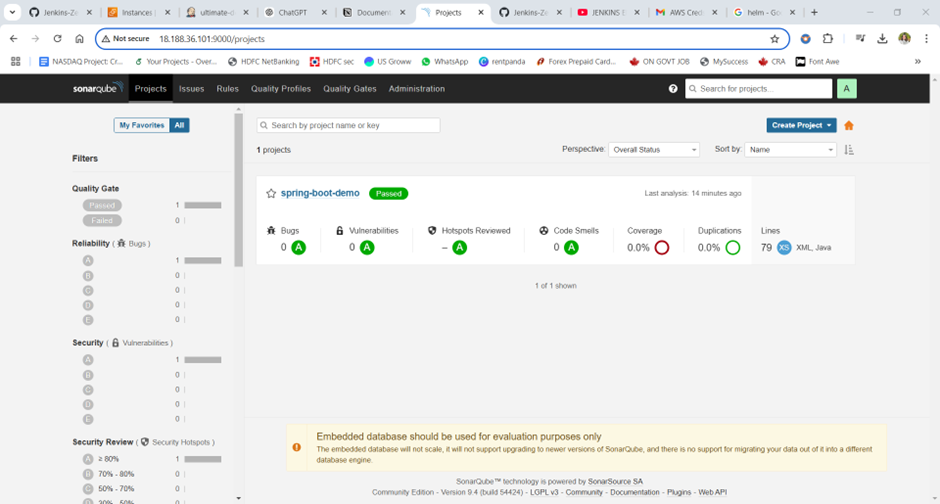 Jenkins-Ze
Instances |
ultimate-d
ChatGPT
Document
Projects
Jenkins-Ze
JENKINS E
AWS Cred
helm - Goo
Not secure 18.188.36.101:9000/projects
NASDAQ Project: Cr...
Your Projects - Over...
HDFC NetBanking
HDFC sec
US Groww
WhatsApp
rentpanda
Forex Prepaid Card...
ON GOVT JOB
MySuccess
CRA
Font Awe
»
sonarqube Projects Issues Rules Quality Profiles Quality Gates Administration
Search for projects...
A
My Favorites All
Search by project name or key
Create Project
1 projects
Perspective: Overall Status
Sort by: Name
Filters
Quality Gate
Passed 1
Failed 0
Reliability ( Bugs )
A 1
B 0
C 0
D 0
E 0
Security ( Vulnerabilities )
A 1
B 0
C 0
D 0
E 0
Security Review ( Security Hotspots )
A ≥ 80% 1
B 70% - 80% 0
C 50% - 70% 0
D 30% - 50% 0
spring-boot-demo Passed
Last analysis: 14 minutes ago
Bugs Vulnerabilities Hotspots Reviewed Code Smells Coverage Duplications Lines
0 A 0 A – A 0 A 0.0% 0.0% 79 XS XML, Java
1 of 1 shown
Embedded database should be used for evaluation purposes only
The embedded database will not scale, it will not support upgrading to newer versions of SonarQube, and there is no support for migrating your data out of it into a different
database engine.
SonarQube™ technology is powered by SonarSource SA
Community Edition - Version 9.4 (build 54424) - LGPL v3 - Community - Documentation - Plugins - Web API